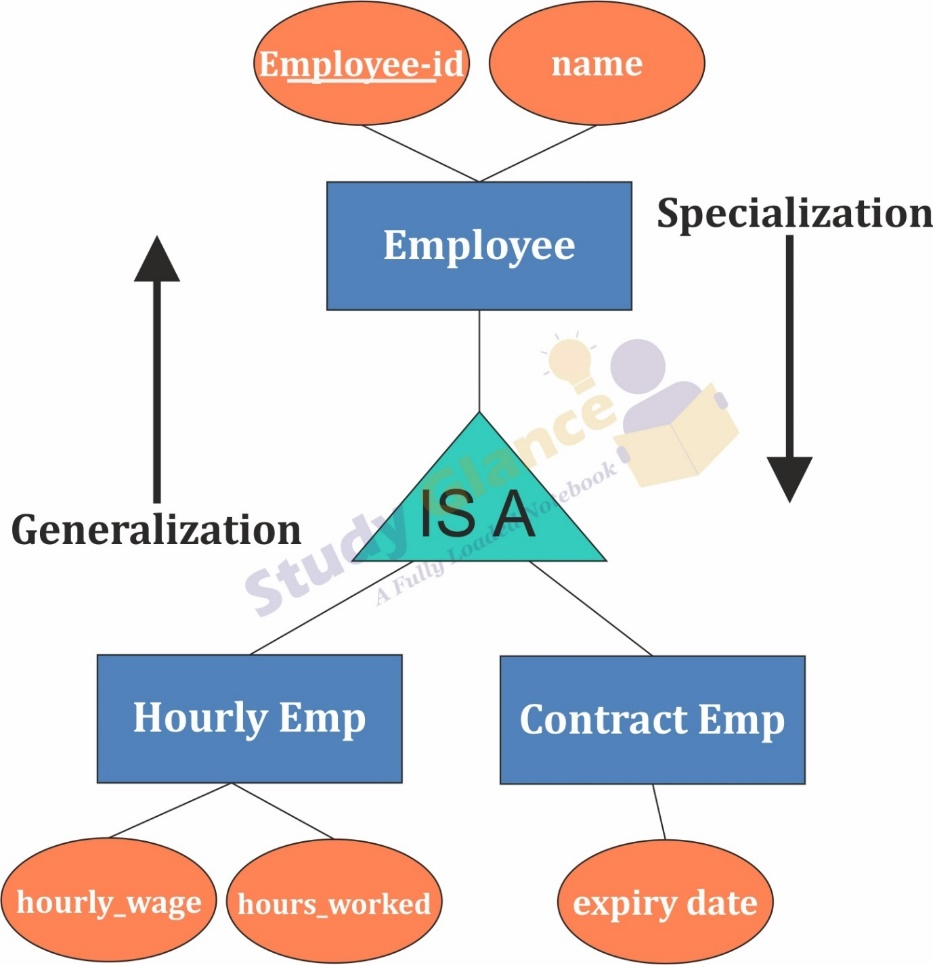 Employee-id
name
Employee
Specialization
Generalization
IS A
Study Glance
A Fully Loaded Notebook
Hourly Emp
Contract Emp
hourly_wage
hours_worked
expiry date